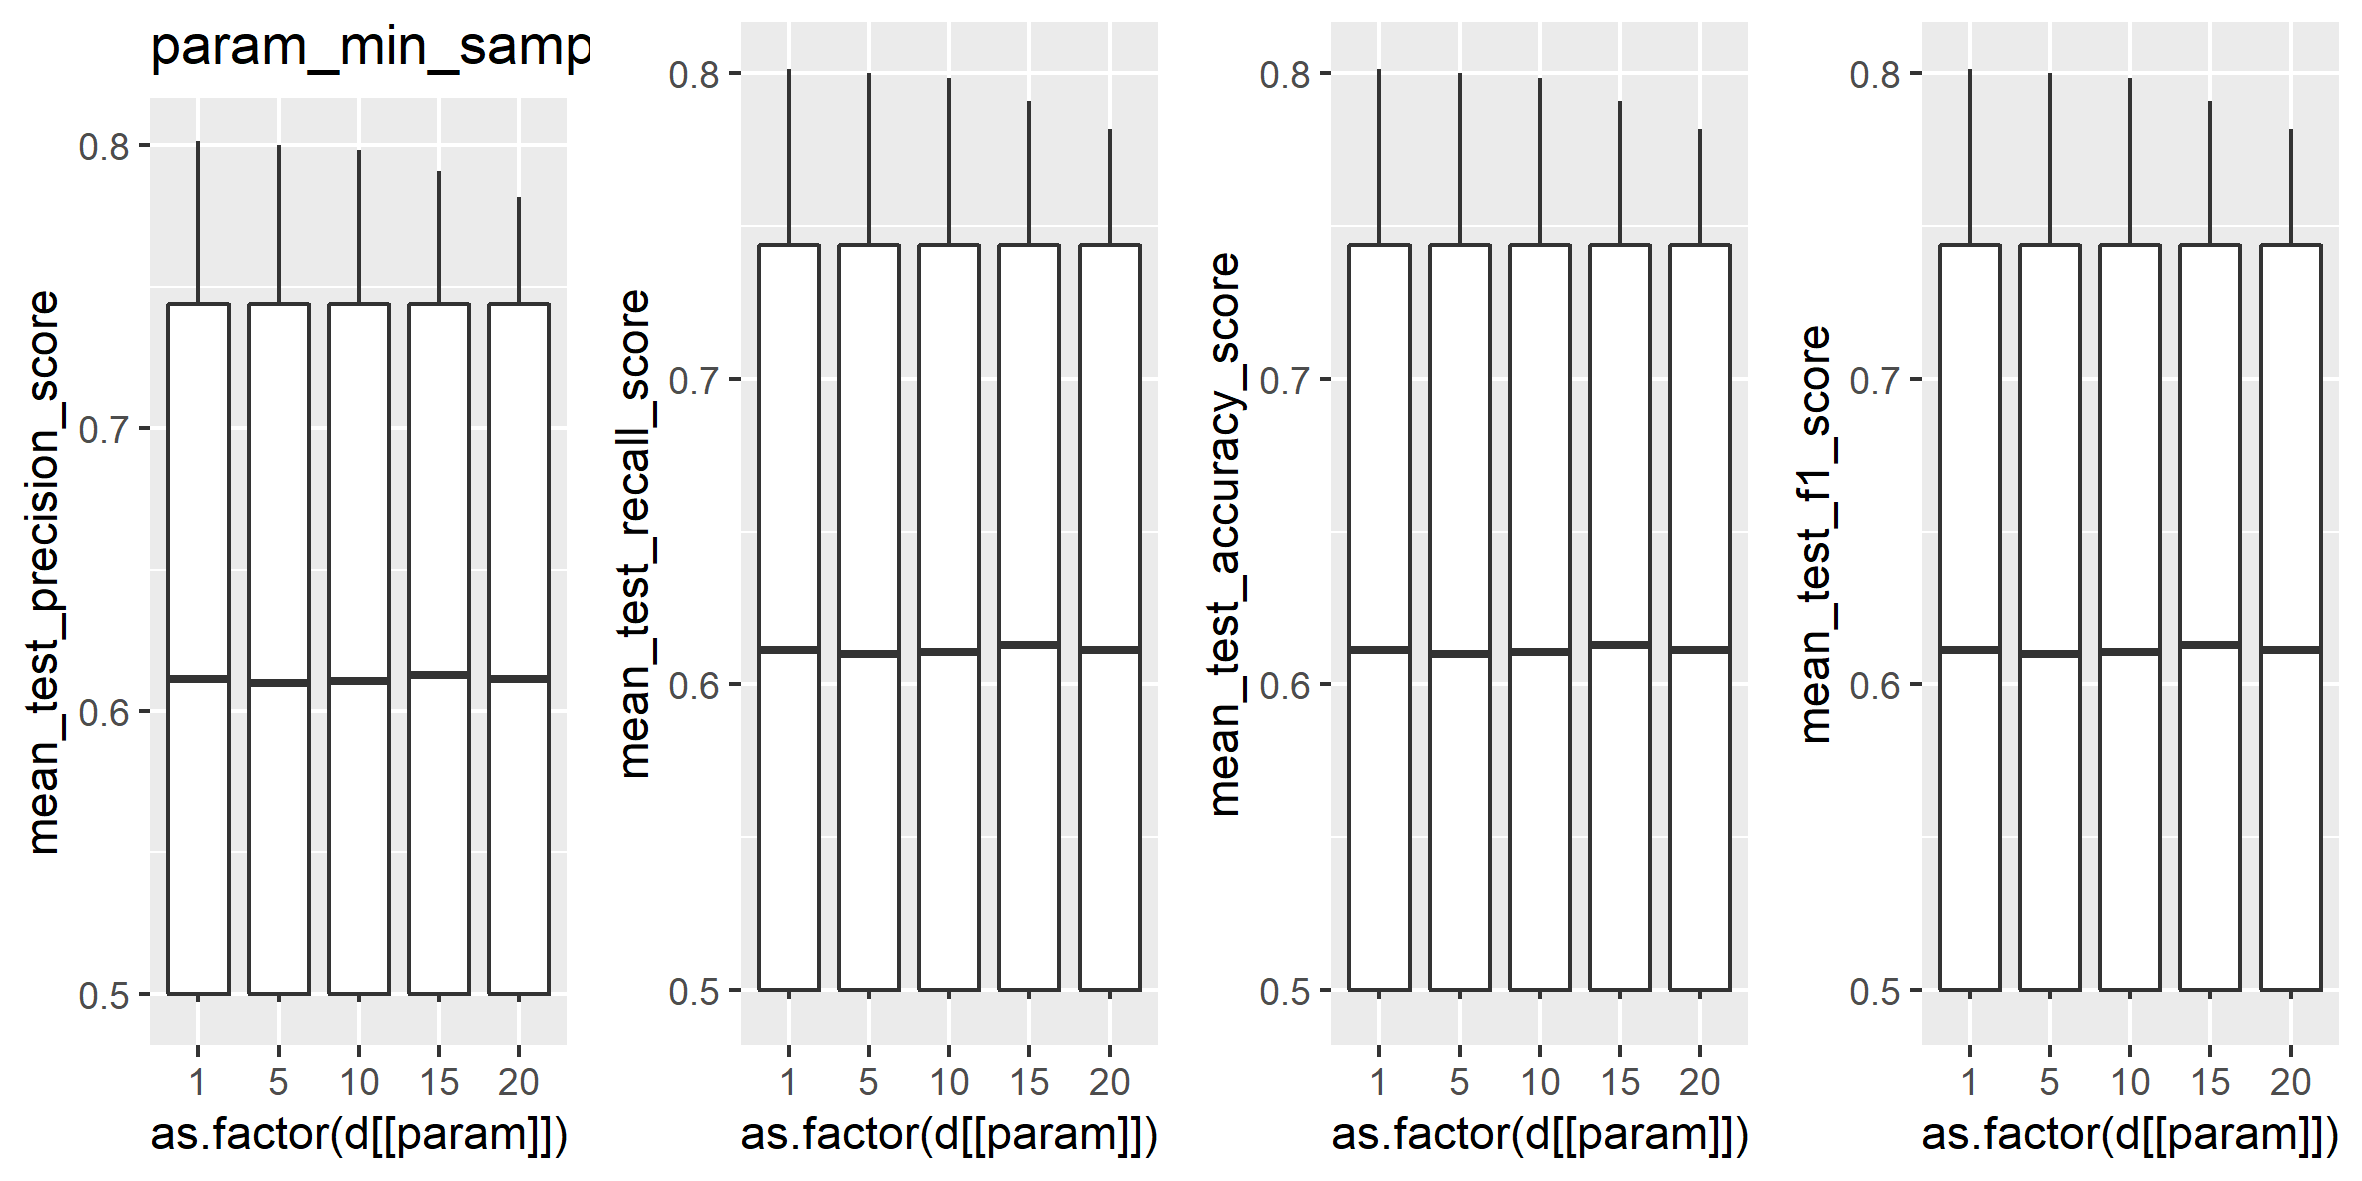 param_min_samp
mean_test_precision_score
0.8
0.7
0.6
0.5
1 5 10 15 20
as.factor(d[[param]])
mean_test_recall_score
0.8
0.7
0.6
0.5
1 5 10 15 20
as.factor(d[[param]])
mean_test_accuracy_score
0.8
0.7
0.6
0.5
1 5 10 15 20
as.factor(d[[param]])
mean_test_f1_score
0.8
0.7
0.6
0.5
1 5 10 15 20
as.factor(d[[param]])